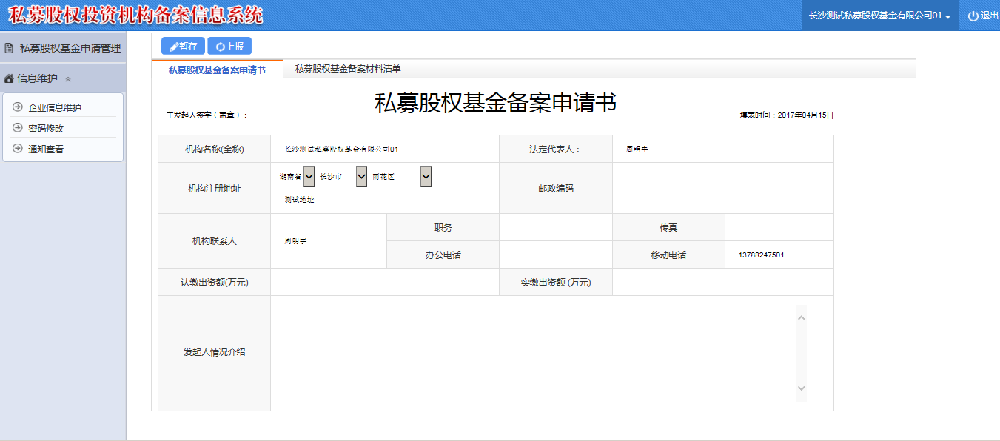 私募股权投资机构备案信息系统
长沙测试私募股权基金有限公司01
退出
私募股权基金申请管理
信息维护
企业信息维护
密码修改
通知查看
暂存
上报
私募股权基金备案申请书
私募股权基金备案材料清单
私募股权基金备案申请书
主发起人签字（盖章）：
填表时间：2017年04月15日
机构名称(全称)
长沙测试私募股权基金有限公司01
法定代表人：
周明宇
机构注册地址
湖南省
长沙市
雨花区
测试地址
邮政编码
机构联系人
周明宇
职务
传真
办公电话
移动电话
13788247501
认缴出资额(万元)
实缴出资额 (万元)
发起人情况介绍